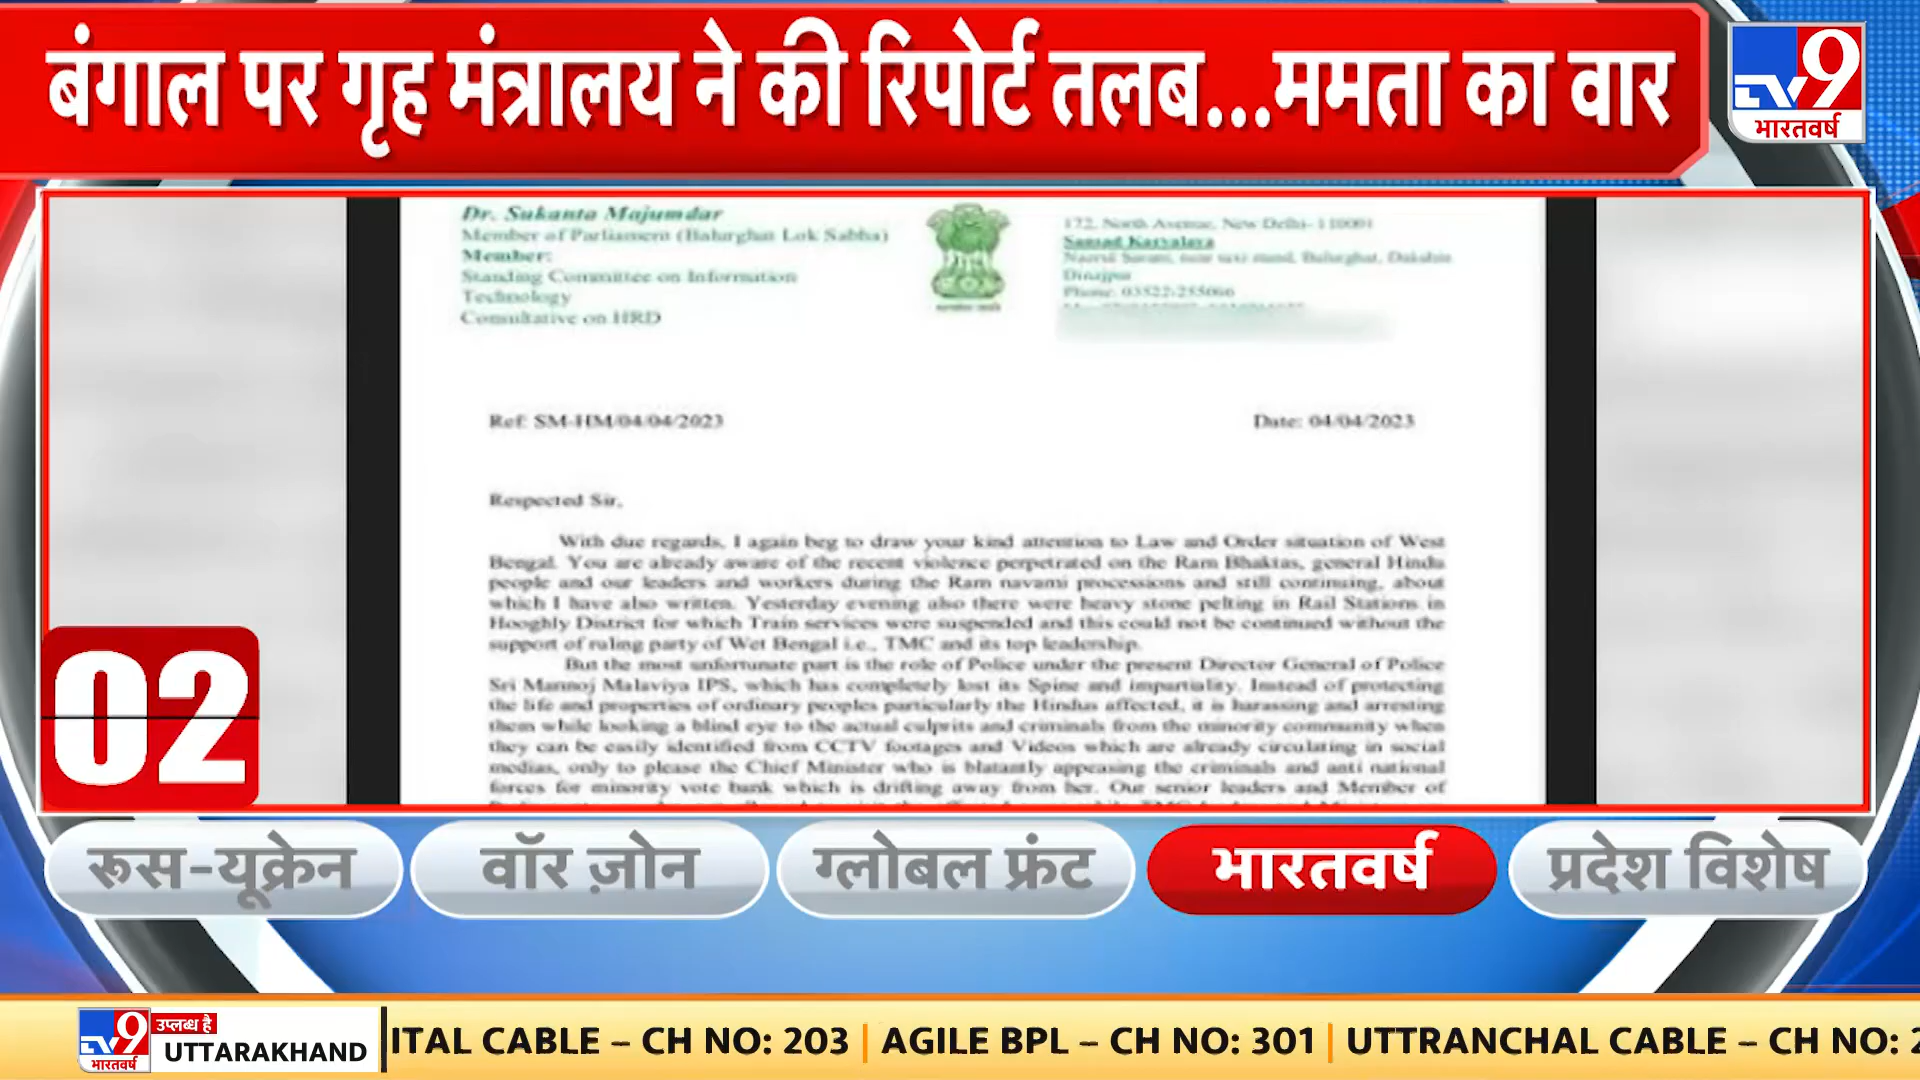 बंगाल पर गृह मंत्रालय ने की रिपोर्ट तलब...ममता का वार
TV9
भारतवर्ष
Dr. Sukanta Majumdar
Member of Parliament (Balurghat Lok Sabha)
Member:
Standing Committee on Information
Technology
Consultative on HRD
172, North Avenue, New Delhi- 110001
Sansad Karyalaya
Balurghat, Dakshin
Dinajpur
Phone: 03522-255066
Ref: SM-HM/04/04/2023
Date: 04/04/2023
Respected Sir,
With due regards, I again beg to draw your kind attention to Law and Order situation of West
Bengal. You are already aware of the recent violence perpetrated on the Ram Bhaktas, general Hindu
people and our leaders and workers during the Ram navami processions and still continuing, about
which I have also written. Yesterday evening also there were heavy stone pelting in Rail Stations in
Hooghly District for which Train services were suspended and this could not be continued without the
support of ruling party of Wet Bengal i.e., TMC and its top leadership.
But the most unfortunate part is the role of Police under the present Director General of Police
Sri Mannoj Malaviya IPS, which has completely lost its Spine and impartiality. Instead of protecting
the life and properties of ordinary peoples particularly the Hindus affected, it is harassing and arresting
them while looking a blind eye to the actual culprits and criminals from the minority community when
they can be easily identified from CCTV footages and Videos which are already circulating in social
medias, only to please the Chief Minister who is blatantly appeasing the criminals and anti national
forces for minority vote bank which is drifting away from her. Our senior leaders and Member of
02
रूस-यूक्रेन
वॉर ज़ोन
ग्लोबल फ्रंट
भारतवर्ष
प्रदेश विशेष
TV9
भारतवर्ष
उपलब्ध है
UTTARAKHAND
ITAL CABLE – CH NO: 203 | AGILE BPL – CH NO: 301 | UTTRANCHAL CABLE – CH NO: 2